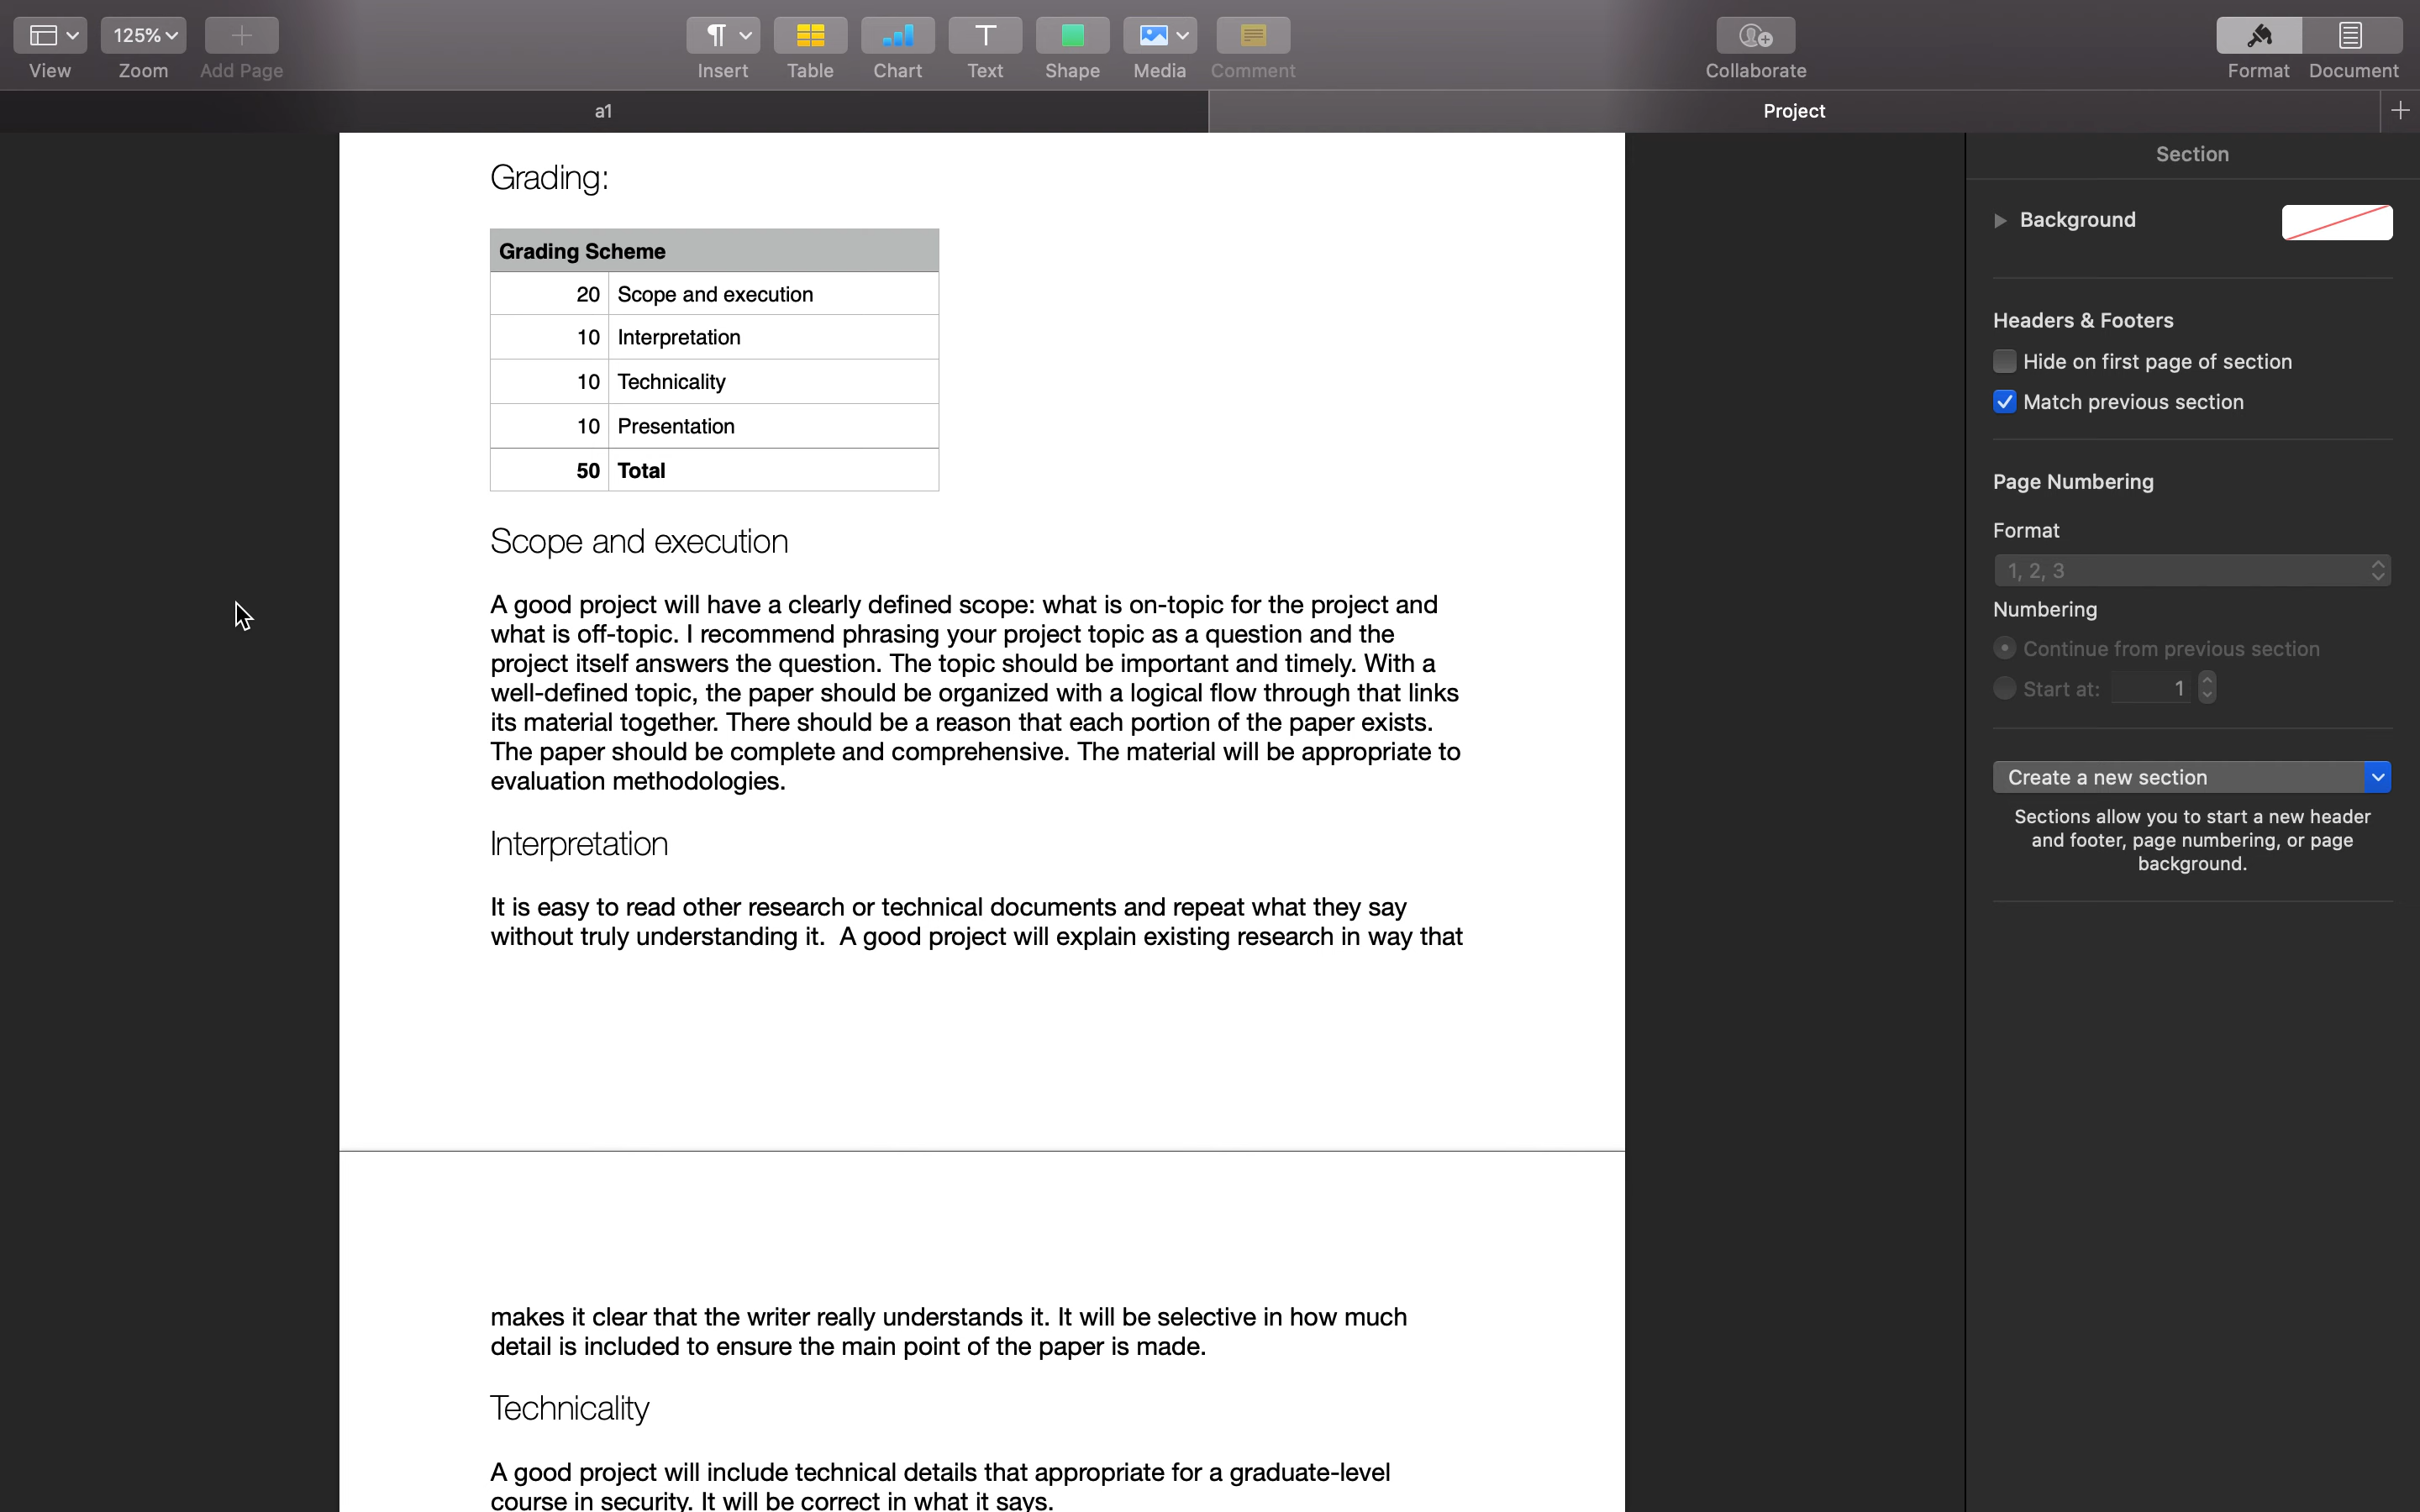 125%
View
Zoom
Add Page
Insert
Table
Chart
Text
Shape
Media
Comment
Collaborate
Format
Document
a1
Project
Grading:
Grading Scheme
20 Scope and execution
10 Interpretation
10 Technicality
10 Presentation
50 Total
Scope and execution
A good project will have a clearly defined scope: what is on-topic for the project and
what is off-topic. I recommend phrasing your project topic as a question and the
project itself answers the question. The topic should be important and timely. With a
well-defined topic, the paper should be organized with a logical flow through that links
its material together. There should be a reason that each portion of the paper exists.
The paper should be complete and comprehensive. The material will be appropriate to
evaluation methodologies.
Interpretation
It is easy to read other research or technical documents and repeat what they say
without truly understanding it.  A good project will explain existing research in way that
makes it clear that the writer really understands it. It will be selective in how much
detail is included to ensure the main point of the paper is made.
Technicality
A good project will include technical details that appropriate for a graduate-level
course in security. It will be correct in what it says.
Section
Background
Headers & Footers
Hide on first page of section
Match previous section
Page Numbering
Format
1, 2, 3
Numbering
Continue from previous section
Start at: 1
Create a new section
Sections allow you to start a new header
and footer, page numbering, or page
background.